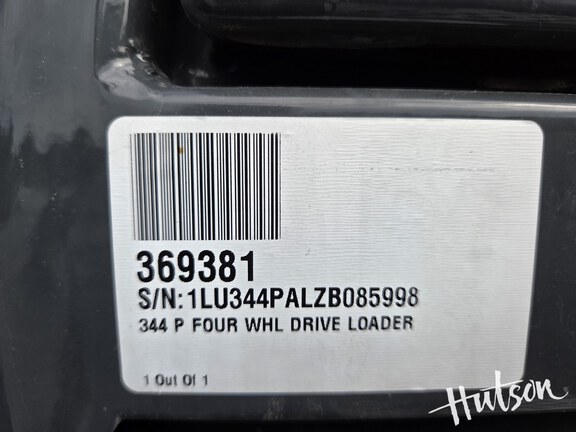 369381
S/N:1LU344PALZB085998
344 P FOUR WHL DRIVE LOADER
1 Out Of 1
Hutson